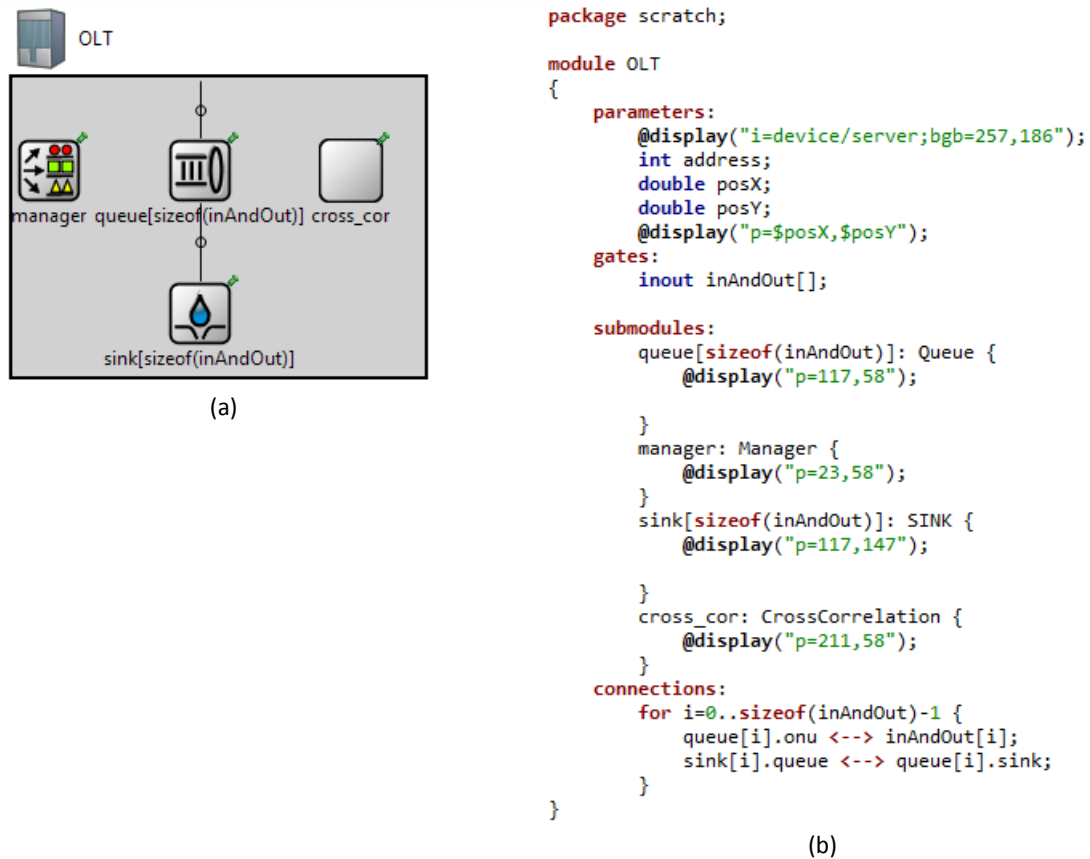 OLT
manager queue[sizeof(inAndOut)] cross_cor
sink[sizeof(inAndOut)]
(a)
package scratch;
module OLT
{
    parameters:
        @display("i=device/server;bgb=257,186");
        int address;
        double posX;
        double posY;
        @display("p=$posX,$posY");
    gates:
        inout inAndOut[];
    submodules:
        queue[sizeof(inAndOut)]: Queue {
            @display("p=117,58");
        }
        manager: Manager {
            @display("p=23,58");
        }
        sink[sizeof(inAndOut)]: SINK {
            @display("p=117,147");
        }
        cross_cor: CrossCorrelation {
            @display("p=211,58");
        }
    connections:
        for i=0..sizeof(inAndOut)-1 {
            queue[i].onu <--> inAndOut[i];
            sink[i].queue <--> queue[i].sink;
        }
}
(b)